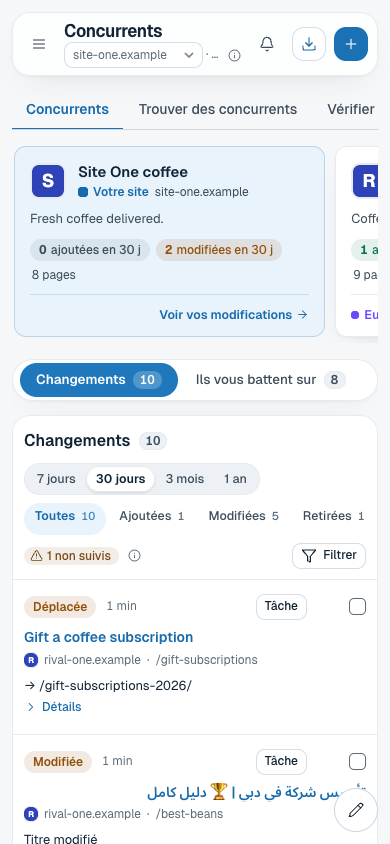 Concurrents
site-one.example · …
Concurrents Trouver des concurrents Vérifier
S Site One coffee
Votre site site-one.example
Fresh coffee delivered.
0 ajoutées en 30 j 2 modifiées en 30 j
8 pages
Voir vos modifications →
R
Coffe
1 a
9 pa
Eu
Changements 10 Ils vous battent sur 8
Changements 10
7 jours 30 jours 3 mois 1 an
Toutes 10 Ajoutées 1 Modifiées 5 Retirées 1
1 non suivis Filtrer
Déplacée 1 min Tâche
Gift a coffee subscription
R rival-one.example · /gift-subscriptions
→ /gift-subscriptions-2026/
Détails
Modifiée 1 min Tâche
شركة في دبي | 🏆 دليل كامل
R rival-one.example · /best-beans
Titre modifié